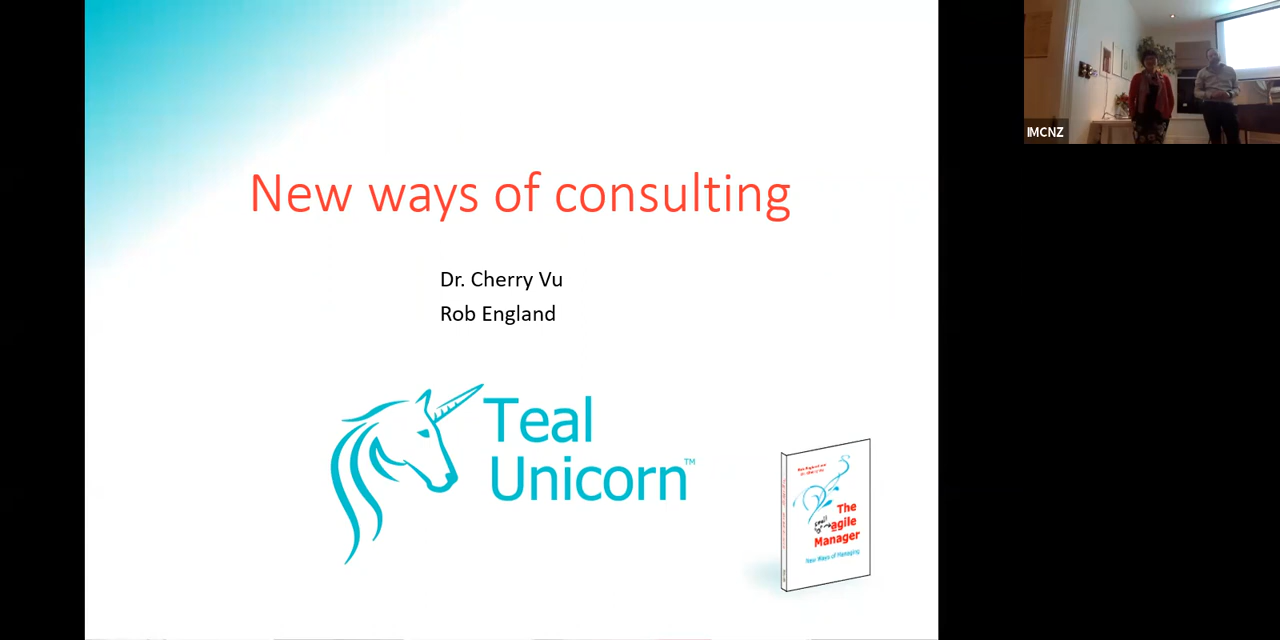 New ways of consulting
Dr. Cherry Vu
Rob England
Teal
Unicorn™
The
agile
Manager
New Ways of Managing
IMCNZ